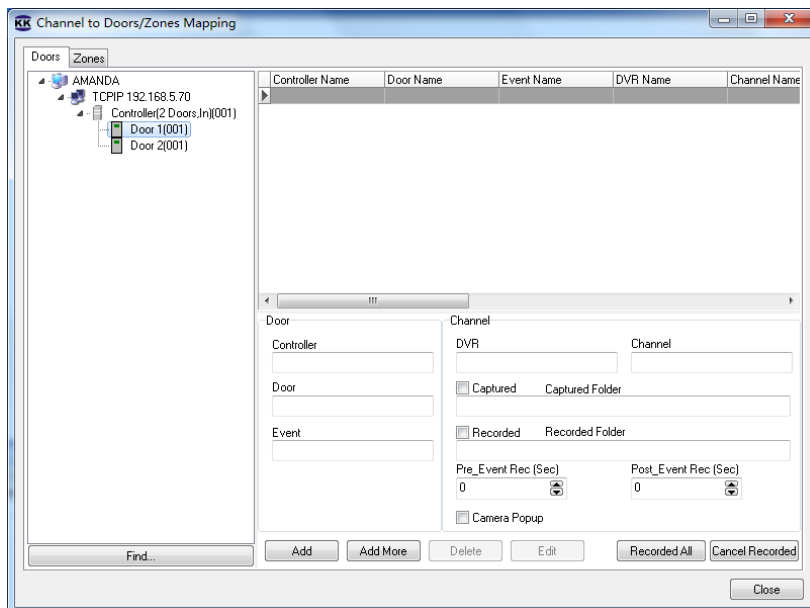 KK Channel to Doors/Zones Mapping
Doors Zones
AMANDA
TCPIP 192.168.5.70
Controller(2 Doors,In)(001)
Door 1(001)
Door 2(001)
Find...
Controller Name Door Name Event Name DVR Name Channel Name
Door
Controller
Door
Event
Channel
DVR Channel
Captured Captured Folder
Recorded Recorded Folder
Pre_Event Rec (Sec) Post_Event Rec (Sec)
0 0
Camera Popup
Add Add More Delete Edit Recorded All Cancel Recorded
Close